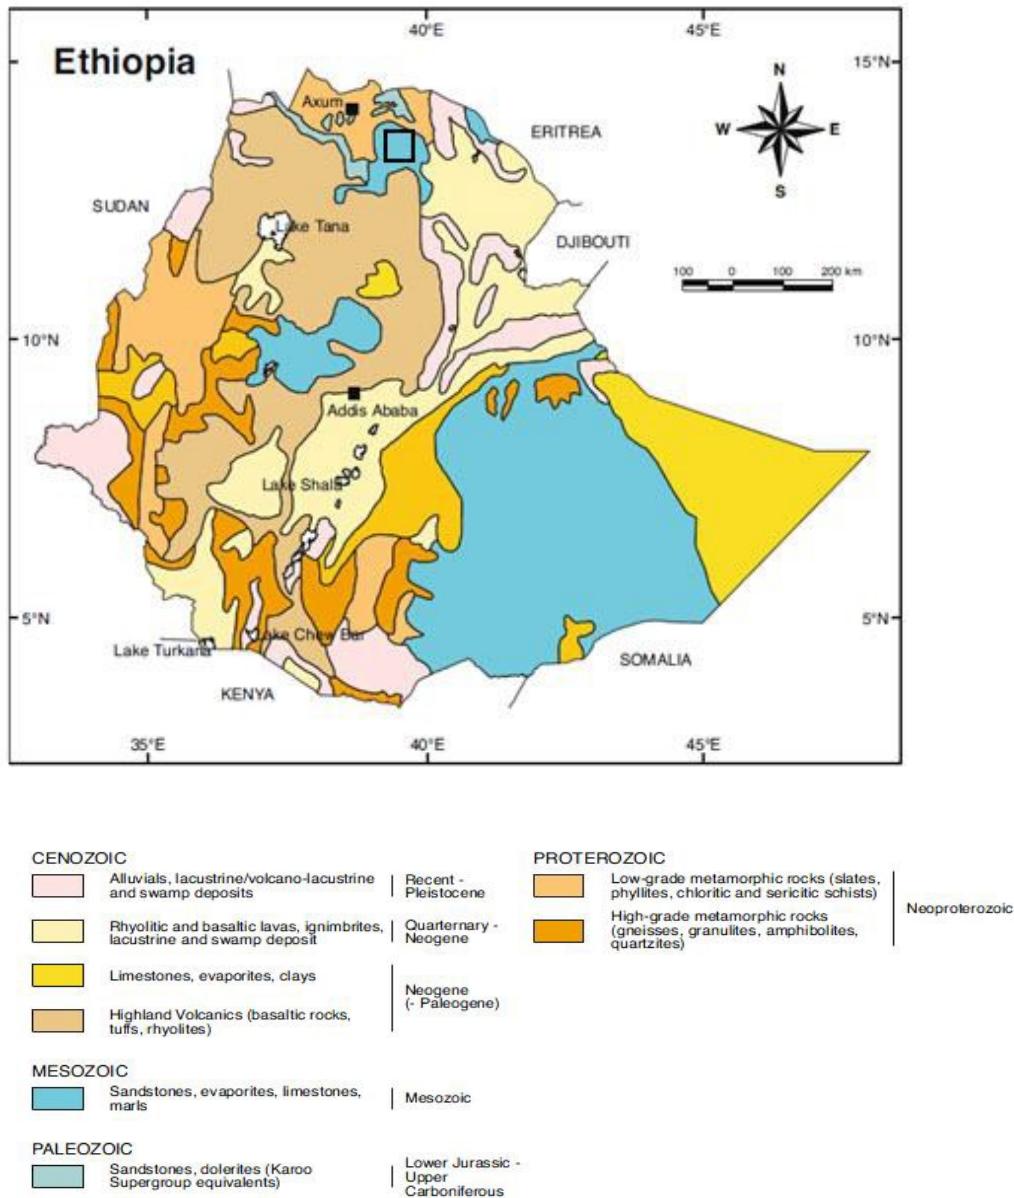 Ethiopia
40°E
45°E
15°N
N
W
E
S
Axum
ERITREA
SUDAN
Lake Tana
DJIBOUTI
100 0 100 200 km
10°N
10°N
Addis Ababa
Lake Shala
5°N
5°N
Lake Chew Bar
Lake Turkana
SOMALIA
KENYA
35°E
40°E
45°E
CENOZOIC
Alluvials, lacustrine/volcano-lacustrine
and swamp deposits
Recent -
Pleistocene
Rhyolitic and basaltic lavas, ignimbrites,
lacustrine and swamp deposit
Quarternary -
Neogene
Limestones, evaporites, clays
Neogene
(- Paleogene)
Highland Volcanics (basaltic rocks,
tuffs, rhyolites)
MESOZOIC
Sandstones, evaporites, limestones,
marls
Mesozoic
PALEOZOIC
Sandstones, dolerites (Karoo
Supergroup equivalents)
Lower Jurassic -
Upper
Carboniferous
PROTEROZOIC
Low-grade metamorphic rocks (slates,
phyllites, chloritic and sericitic schists)
High-grade metamorphic rocks
(gneisses, granulites, amphibolites,
quartzites)
Neoproterozoic